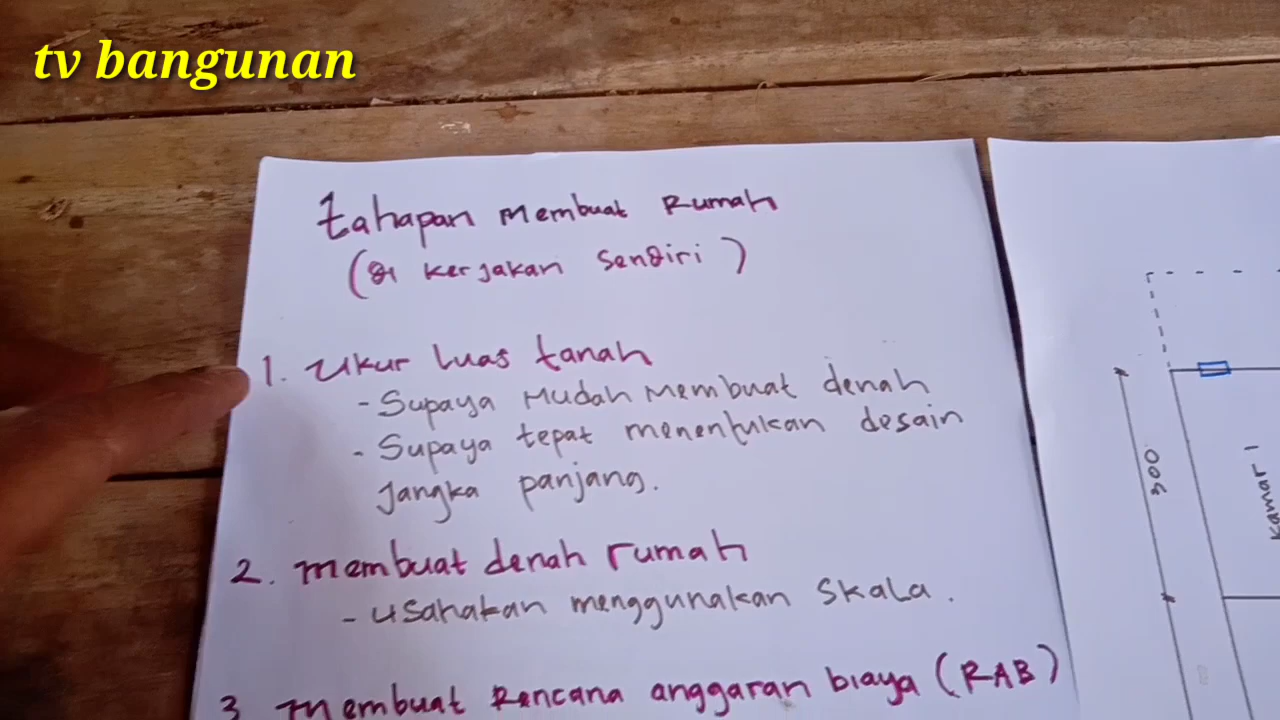 tv bangunan
tahapan membuat Rumah
(di kerjakan sendiri)
1. Ukur luas tanah
- Supaya mudah membuat denah
- Supaya tepat menentukan desain
jangka panjang.
2. membuat denah rumah
- usahakan menggunakan skala.
3 membuat Rencana anggaran biaya (RAB)
300
Kamar 1